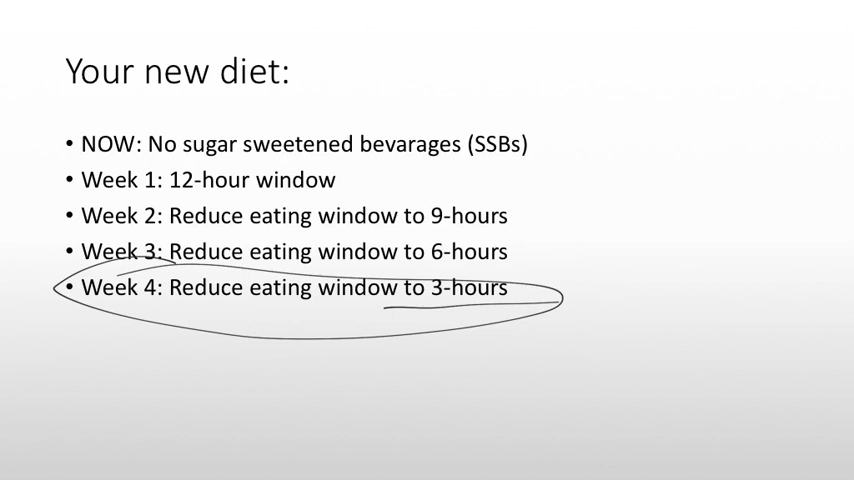 Your new diet:
• NOW: No sugar sweetened bevarages (SSBs)
• Week 1: 12-hour window
• Week 2: Reduce eating window to 9-hours
• Week 3: Reduce eating window to 6-hours
• Week 4: Reduce eating window to 3-hours